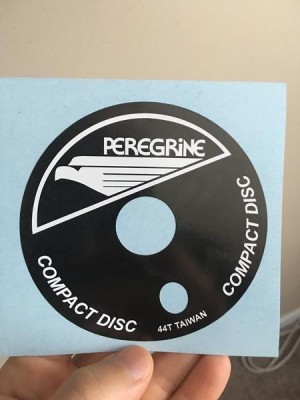 PEREGRiNE
COMPACT DISC
COMPACT DISC
44T TAIWAN